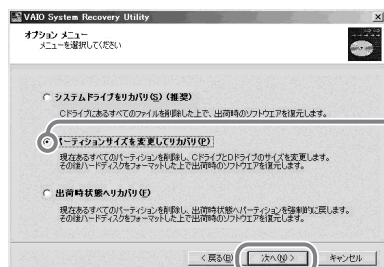 VAIO System Recovery Utility
オプション メニュー
メニューを選択してください
システムドライブをリカバリ(S) (推奨)
Cドライブにあるすべてのファイルを削除した上で、出荷時のソフトウエアを復元します。
パーティションサイズを変更してリカバリ(P)
現在あるすべてのパーティションを削除し、CドライブとDドライブのサイズを変更します。
その後ハードディスクをフォーマットした上で出荷時のソフトウエアを復元します。
出荷時状態へリカバリ(F)
現在あるすべてのパーティションを削除し、出荷時状態へパーティションを強制的に戻します。
その後ハードディスクをフォーマットした上で出荷時のソフトウエアを復元します。
< 戻る(B) 次へ(N) > キャンセル